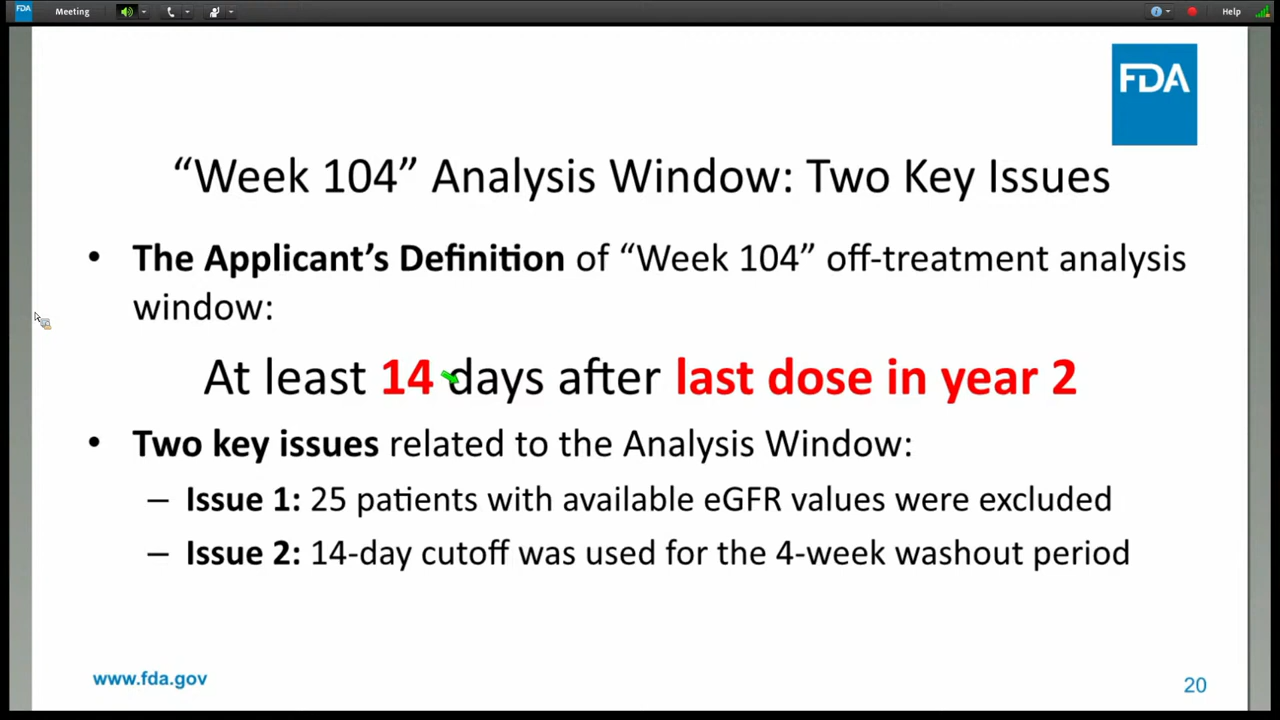 FDA Meeting Help
FDA
“Week 104” Analysis Window: Two Key Issues
• The Applicant’s Definition of “Week 104” off-treatment analysis
window:
At least 14 days after last dose in year 2
• Two key issues related to the Analysis Window:
– Issue 1: 25 patients with available eGFR values were excluded
– Issue 2: 14-day cutoff was used for the 4-week washout period
www.fda.gov
20